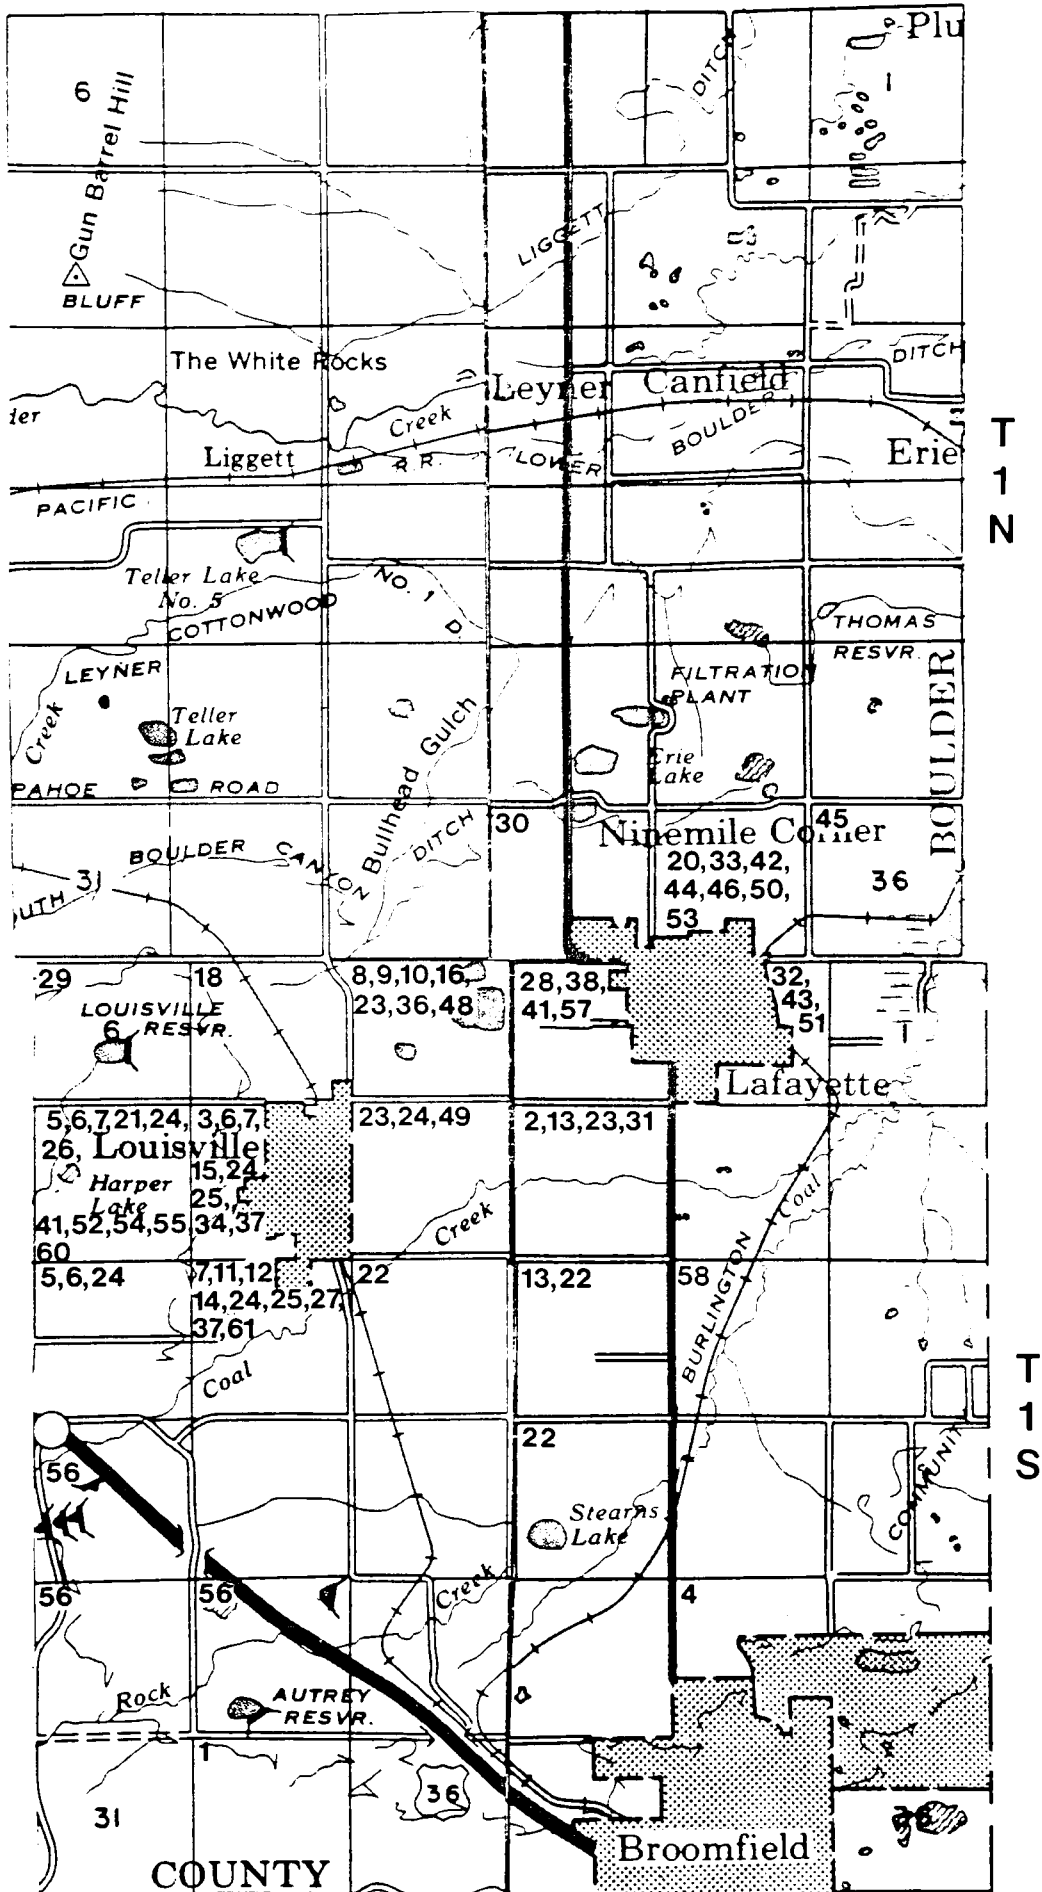 Plu
6
1
Gun Barrel Hill
BLUFF
DITCH
LIGGETT
The White Rocks
DITCH
Leyner
Canfield
der
Creek
BOULDER
Liggett
R.R.
LOWER
Erie
PACIFIC
T
1
N
Teller Lake
No. 5
NO. 1
D
COTTONWOOD
THOMAS
RESVR.
LEYNER
FILTRATION
PLANT
BOULDER
Creek
Teller
Lake
Bullhead Gulch
Erie
Lake
PAHOE
ROAD
30
45
DITCH
Ninemile Corner
BOULDER
CANYON
31
20,33,42,
44,46,50,
53
36
OUTH
29
18
8,9,10,16,
23,36,48
28,38,
41,57
32,
43,
51
LOUISVILLE
RESVR.
6
1
Lafayette
5,6,7,21,24,
26,
3,6,7,
23,24,49
2,13,23,31
Louisville
15,24,
25,
Harper
Lake
Creek
Coal
41,52,54,55,
34,37
60
5,6,24
7,11,12
14,24,25,27,
37,61
22
13,22
58
BURLINGTON
Coal
T
1
S
22
56
COMMUNIT
Stearns
Lake
56
56
Creek
4
Rock
AUTREY
RESVR.
1
36
31
36
Broomfield
COUNTY